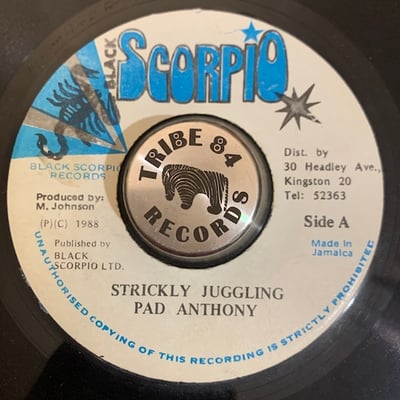 BLACK
SCORPIO
BLACK SCORPIO
RECORDS
Produced by:
M. Johnson
(P)(C) 1988
Published by
BLACK
SCORPIO LTD.
TRIBE 84
RECORDS
Dist. by
30 Headley Ave.,
Kingston 20
Tel: 52363
Side A
Made In
Jamaica
STRICKLY JUGGLING
PAD ANTHONY
UNAUTHORISED COPYING OF THIS RECORDING IS STRICTLY PROHIBITED